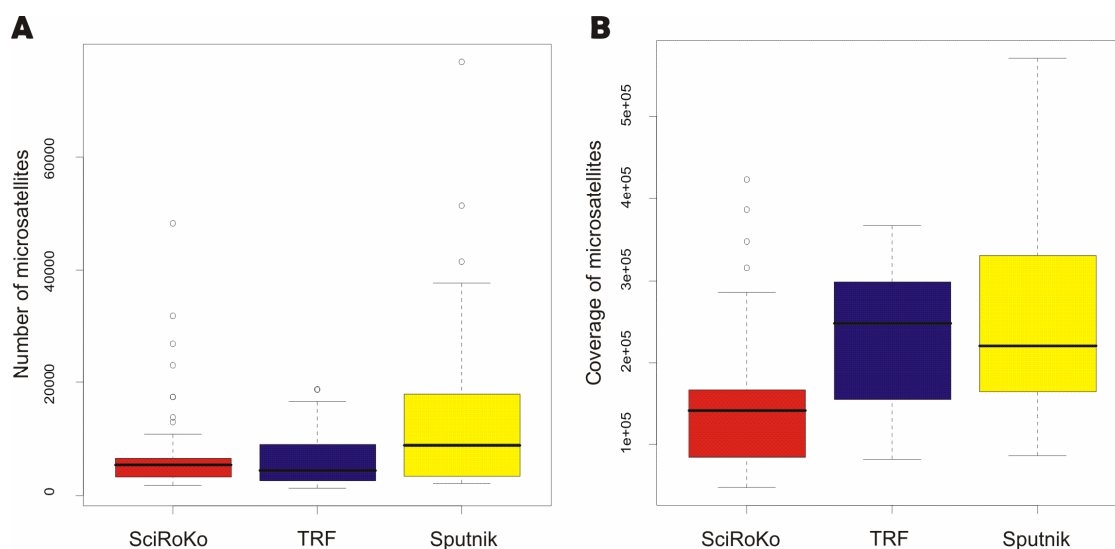 A
Number of microsatellites
60000
40000
20000
0
SciRoKo TRF Sputnik
B
Coverage of microsatellites
5e+05
4e+05
3e+05
2e+05
1e+05
SciRoKo TRF Sputnik